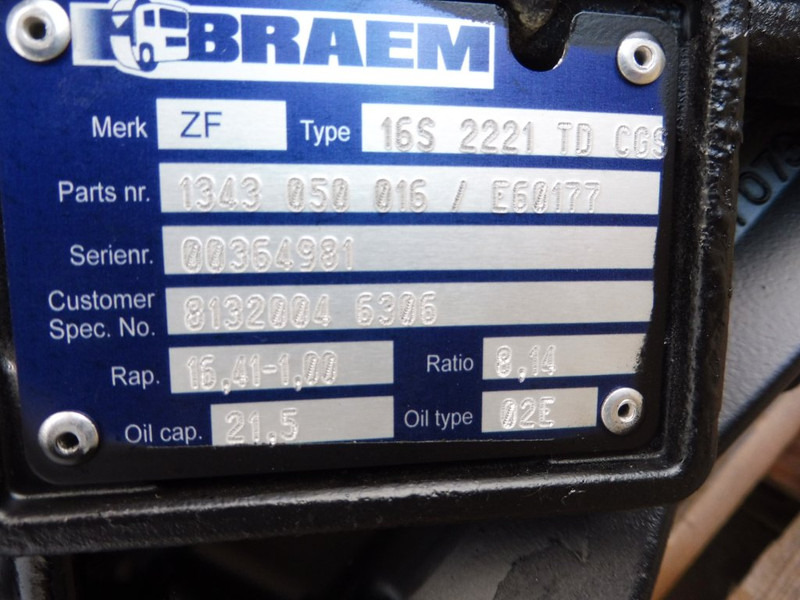 BRAEM
Merk ZF Type 16S 2221 TD CGS
Parts nr. 1343 050 016 / E60177
Serienr. 00364981
Customer Spec. No. 8132004 6306
Rap. 16,41-1,00 Ratio 8,14
Oil cap. 21,5 Oil type 02E